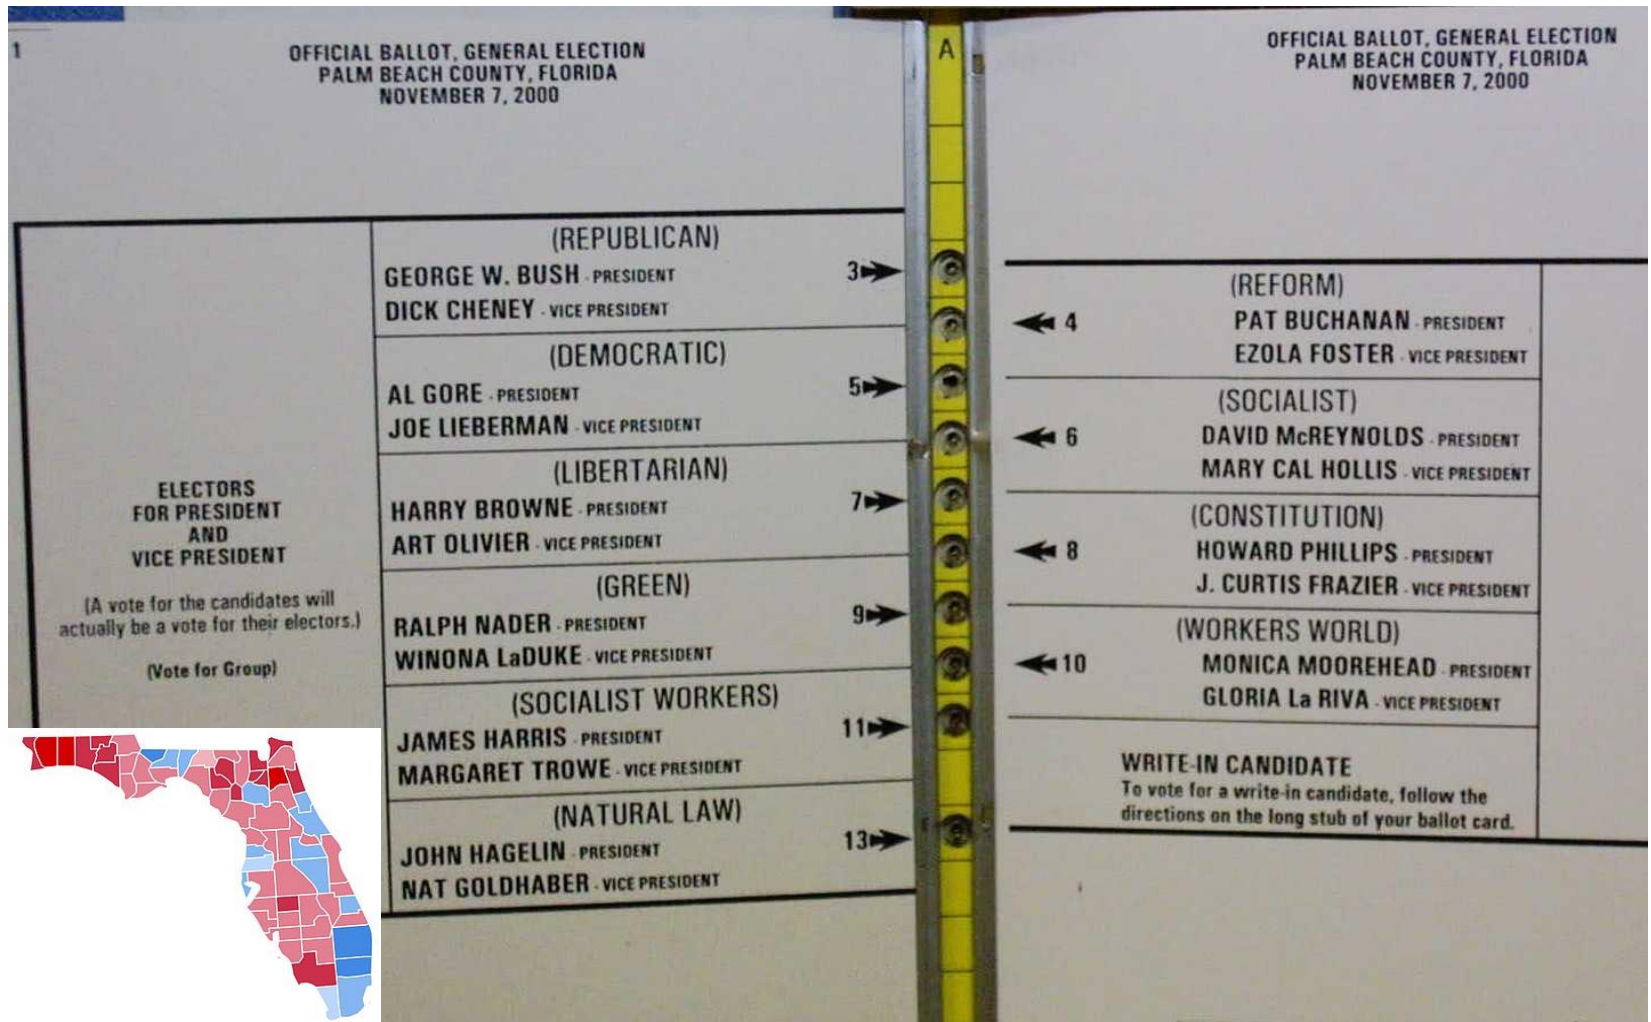 1
OFFICIAL BALLOT, GENERAL ELECTION
PALM BEACH COUNTY, FLORIDA
NOVEMBER 7, 2000
ELECTORS
FOR PRESIDENT
AND
VICE PRESIDENT
(A vote for the candidates will
actually be a vote for their electors.)
(Vote for Group)
(REPUBLICAN)
GEORGE W. BUSH - PRESIDENT
DICK CHENEY - VICE PRESIDENT
3
(DEMOCRATIC)
AL GORE - PRESIDENT
JOE LIEBERMAN - VICE PRESIDENT
5
(LIBERTARIAN)
HARRY BROWNE - PRESIDENT
ART OLIVIER - VICE PRESIDENT
7
(GREEN)
RALPH NADER - PRESIDENT
WINONA LaDUKE - VICE PRESIDENT
9
(SOCIALIST WORKERS)
JAMES HARRIS - PRESIDENT
MARGARET TROWE - VICE PRESIDENT
11
(NATURAL LAW)
JOHN HAGELIN - PRESIDENT
NAT GOLDHABER - VICE PRESIDENT
13
A
OFFICIAL BALLOT, GENERAL ELECTION
PALM BEACH COUNTY, FLORIDA
NOVEMBER 7, 2000
(REFORM)
4 PAT BUCHANAN - PRESIDENT
EZOLA FOSTER - VICE PRESIDENT
(SOCIALIST)
6 DAVID McREYNOLDS - PRESIDENT
MARY CAL HOLLIS - VICE PRESIDENT
(CONSTITUTION)
8 HOWARD PHILLIPS - PRESIDENT
J. CURTIS FRAZIER - VICE PRESIDENT
(WORKERS WORLD)
10 MONICA MOOREHEAD - PRESIDENT
GLORIA La RIVA - VICE PRESIDENT
WRITE-IN CANDIDATE
To vote for a write-in candidate, follow the
directions on the long stub of your ballot card.